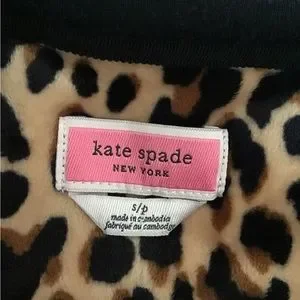 kate spade
NEW YORK
S/P
made in cambodia
fabriqué au cambodge